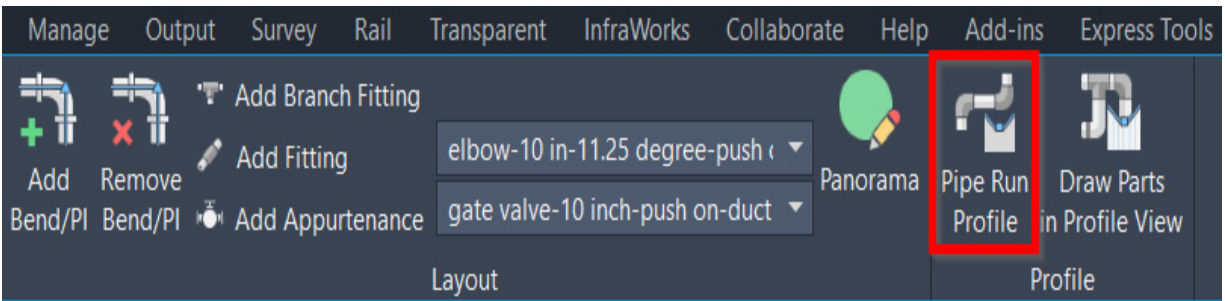 Manage Output Survey Rail Transparent InfraWorks Collaborate Help Add-ins Express Tools
Add
Bend/PI
Remove
Bend/PI
Add Branch Fitting
Add Fitting
Add Appurtenance
elbow-10 in-11.25 degree-push
gate valve-10 inch-push on-duct
Panorama
Pipe Run
Profile
Draw Parts
in Profile View
Layout
Profile